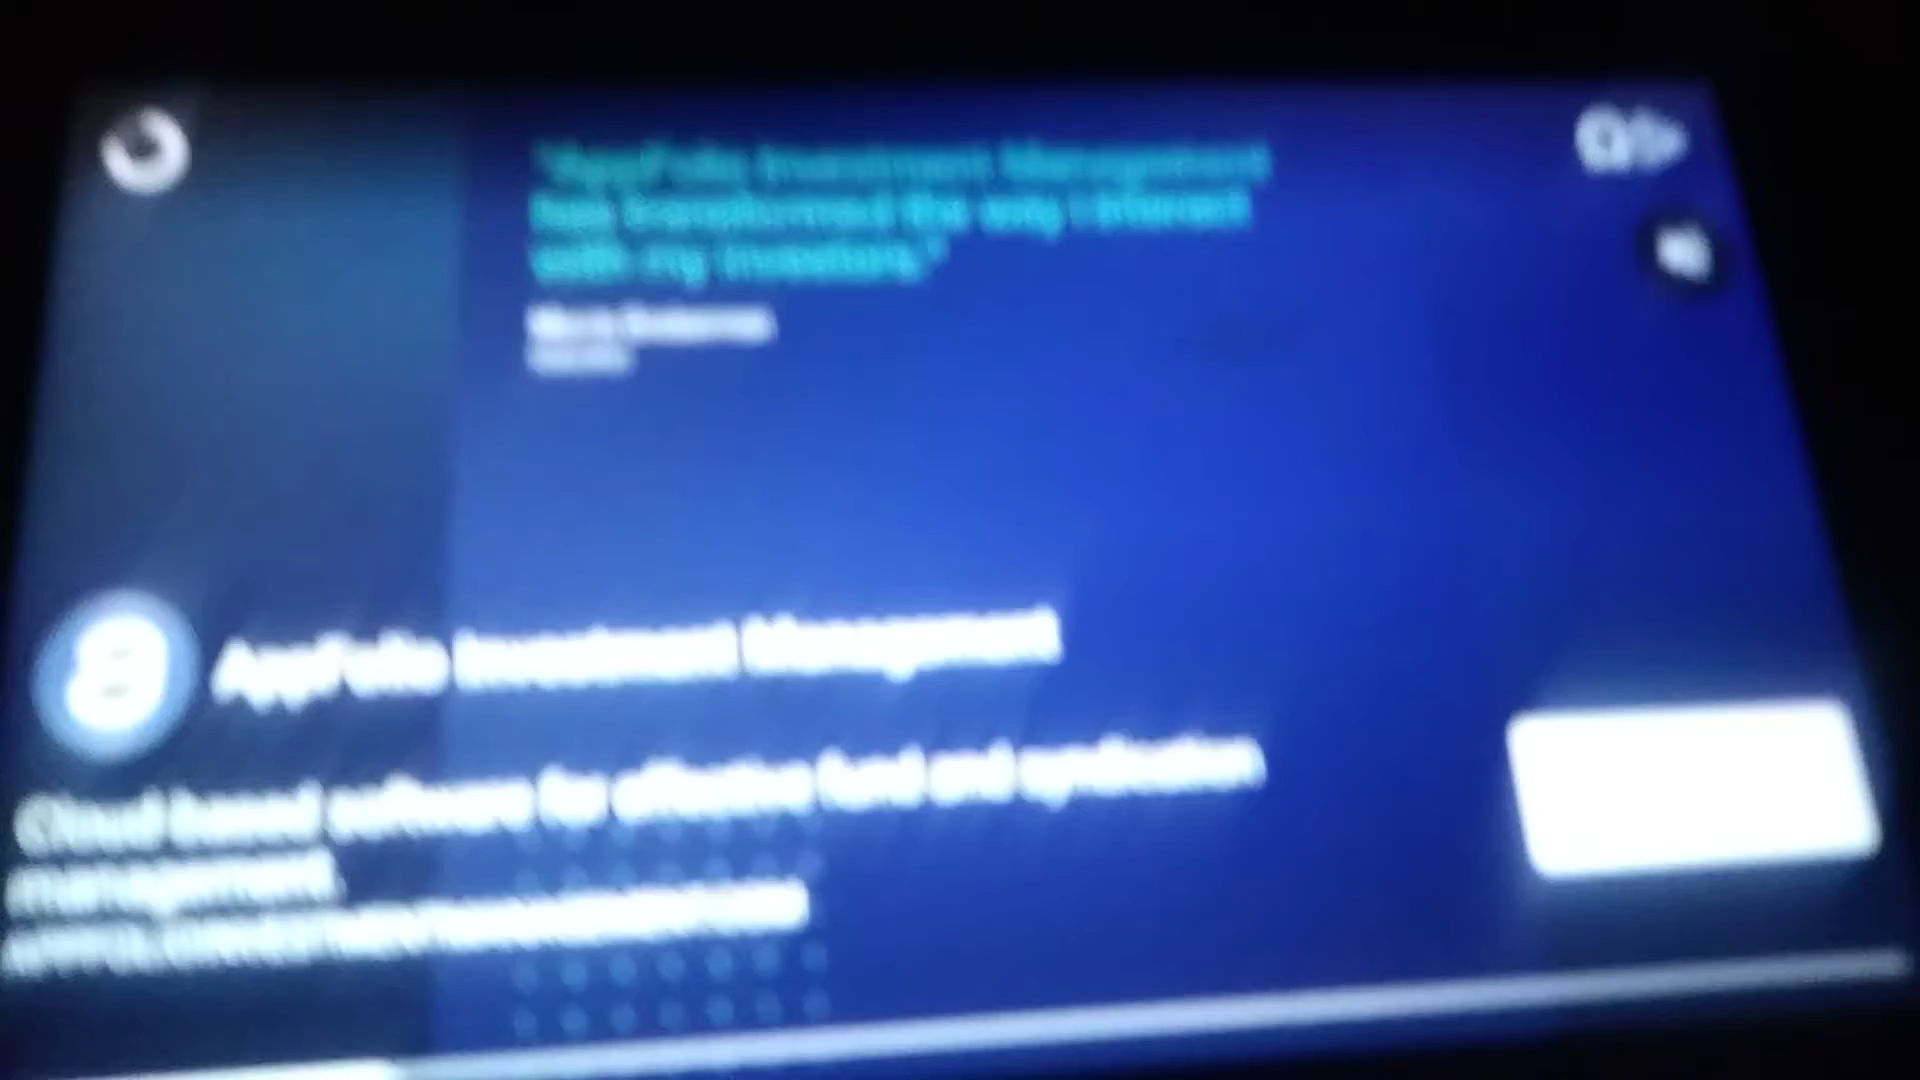 "AppFolio Investment Management
has transformed the way I interact
with my investors."
AppFolio Investment Management
Cloud based software for effective fund and syndication
management